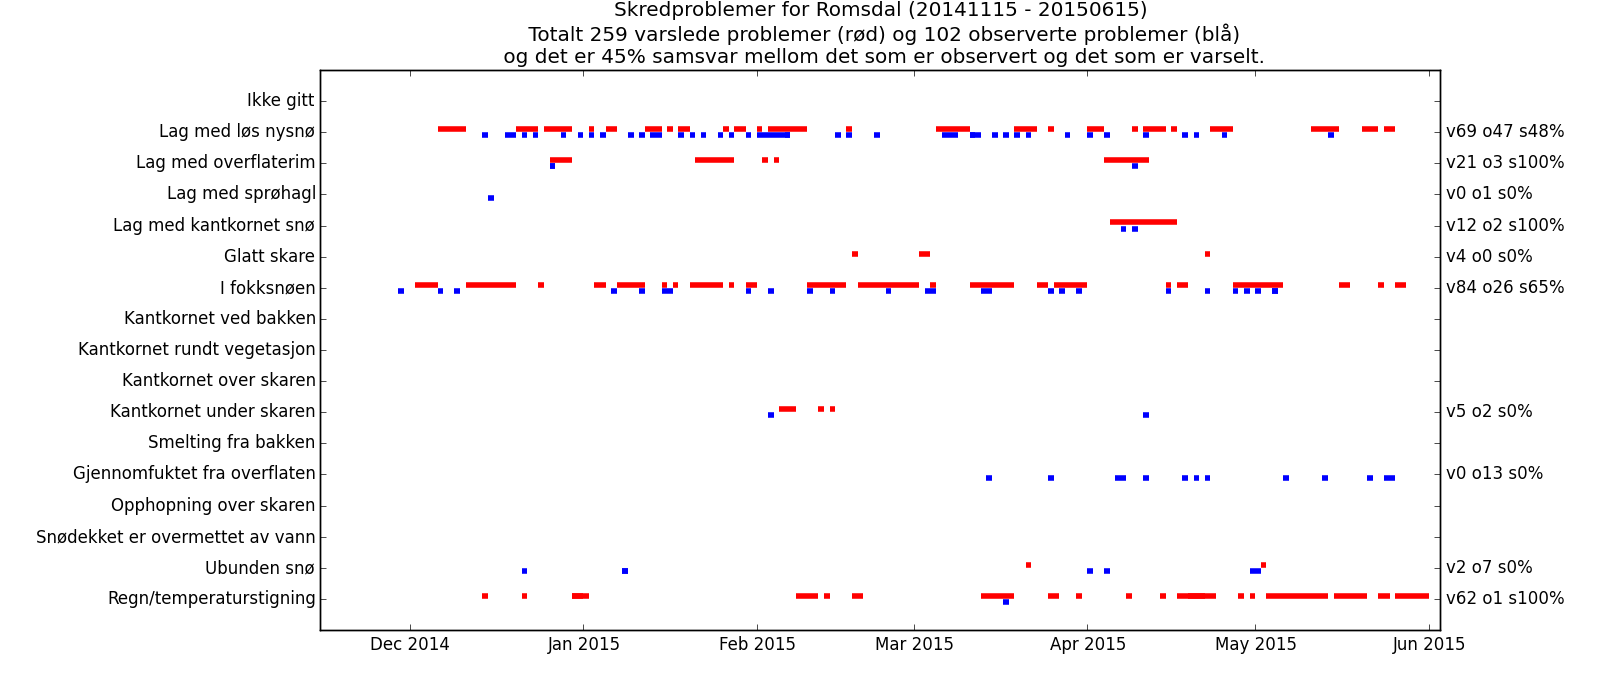 Skredproblemer for Romsdal (20141115 - 20150615)
Totalt 259 varslede problemer (rød) og 102 observerte problemer (blå)
og det er 45% samsvar mellom det som er observert og det som er varselt.
Ikke gitt
Lag med løs nysnø v69 o47 s48%
Lag med overflaterim v21 o3 s100%
Lag med sprøhagl v0 o1 s0%
Lag med kantkornet snø v12 o2 s100%
Glatt skare v4 o0 s0%
I fokksnøen v84 o26 s65%
Kantkornet ved bakken
Kantkornet rundt vegetasjon
Kantkornet over skaren
Kantkornet under skaren v5 o2 s0%
Smelting fra bakken
Gjennomfuktet fra overflaten v0 o13 s0%
Opphopning over skaren
Snødekket er overmettet av vann
Ubunden snø v2 o7 s0%
Regn/temperaturstigning v62 o1 s100%
Dec 2014 Jan 2015 Feb 2015 Mar 2015 Apr 2015 May 2015 Jun 2015